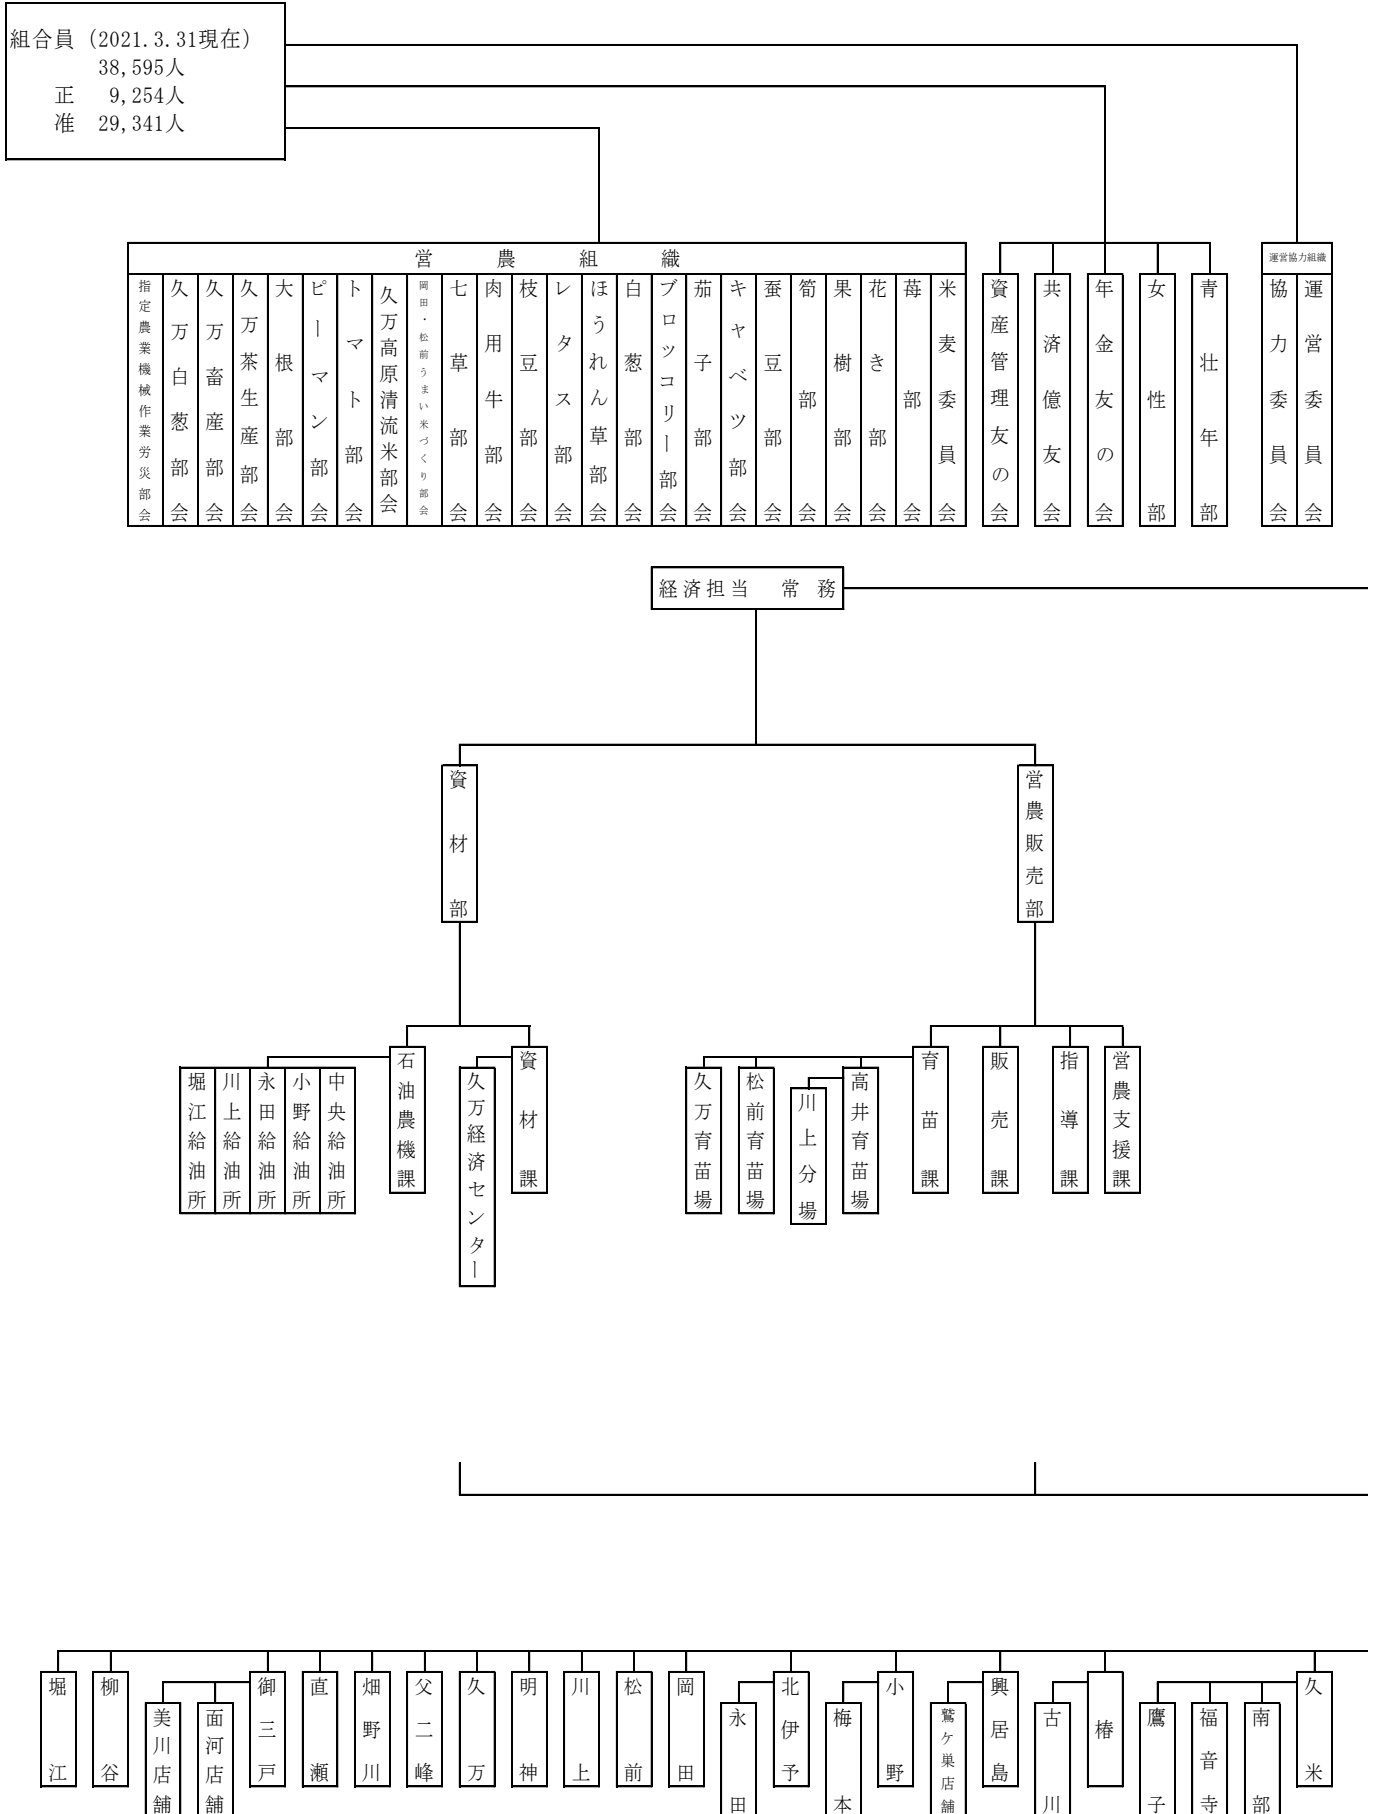 組合員（2021.3.31現在）
38,595人
正 9,254人
准 29,341人
営農組織
運営協力組織
指定農業機械作業労災部会
久万白葱部会
久万畜産部会
久万茶生産部会
大根部会
ピーマン部会
トマト部会
久万高原清流米部会
岡田・松前うまい米づくり部会
七草部会
肉用牛部会
枝豆部会
レタス部会
ほうれん草部会
白葱部会
ブロッコリー部会
茄子部会
キャベツ部会
蚕豆部会
筍部会
果樹部会
花き部会
苺部会
米麦委員会
資産管理友の会
共済億友会
年金友の会
女性部
青壮年部
協力委員会
運営委員会
経済担当 常務
資材部
営農販売部
堀江給油所
川上給油所
永田給油所
小野給油所
中央給油所
石油農機課
久万経済センター
資材課
久万育苗場
松前育苗場
川上分場
高井育苗場
育苗課
販売課
指導課
営農支援課
堀江
柳谷
美川店舗
面河店舗
御三戸
直瀬
畑野川
父二峰
久万
明神
川上
松前
岡田
永田
北伊予
梅本
小野
鷲ケ巣店舗
興居島
古川
椿
鷹子
福音寺
南部
久米